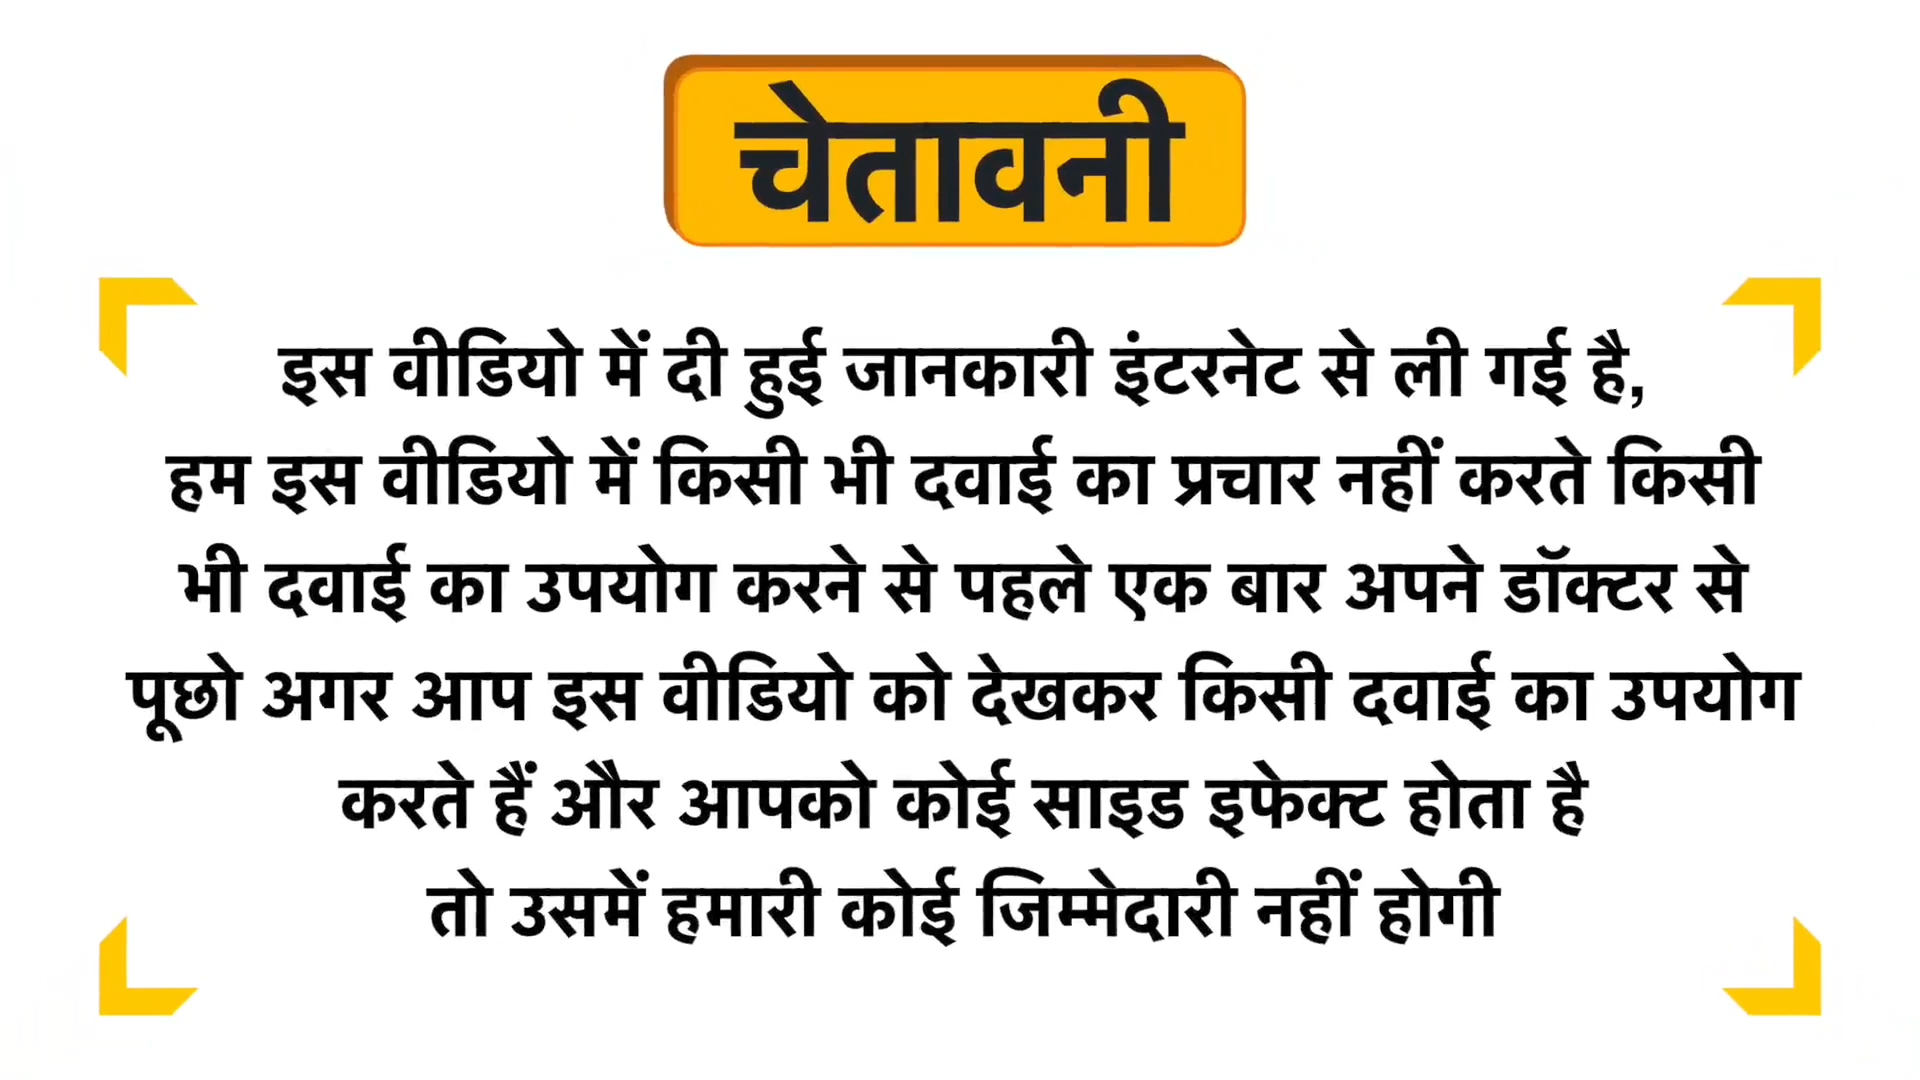 चेतावनी
इस वीडियो में दी हुई जानकारी इंटरनेट से ली गई है,
हम इस वीडियो में किसी भी दवाई का प्रचार नहीं करते किसी
भी दवाई का उपयोग करने से पहले एक बार अपने डॉक्टर से
पूछो अगर आप इस वीडियो को देखकर किसी दवाई का उपयोग
करते हैं और आपको कोई साइड इफेक्ट होता है
तो उसमें हमारी कोई जिम्मेदारी नहीं होगी